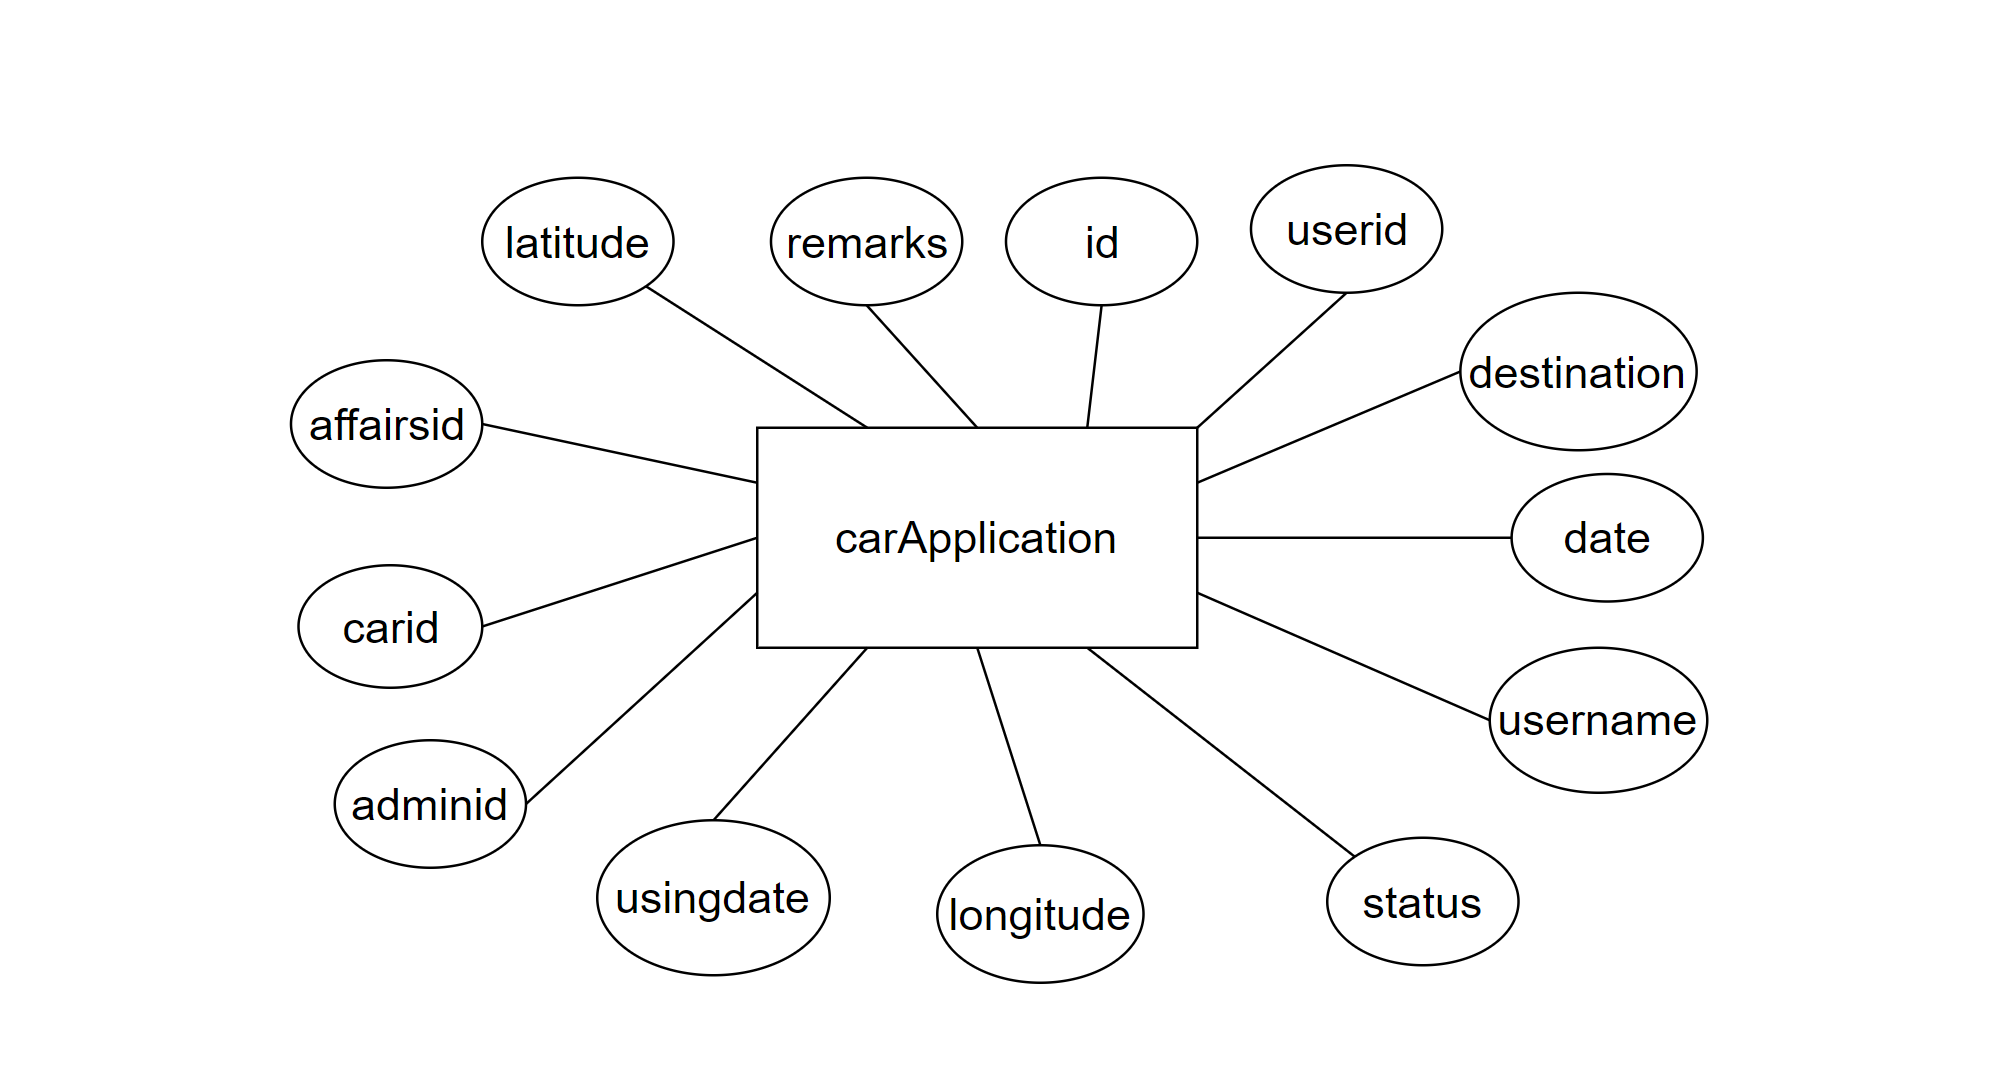 latitude
remarks
id
userid
destination
affairsid
carApplication
date
carid
username
adminid
usingdate
longitude
status